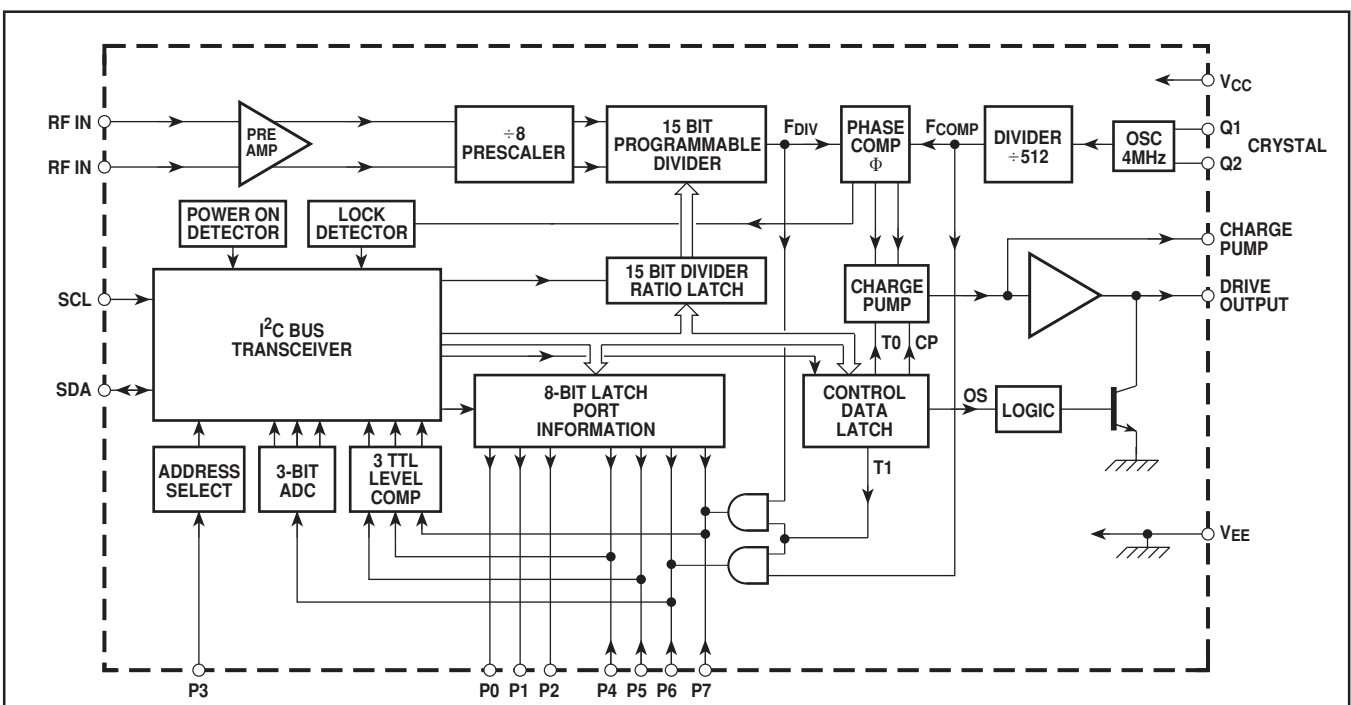 VCC
RF IN
PRE
AMP
÷8
PRESCALER
15 BIT
PROGRAMMABLE
DIVIDER
FDIV
PHASE
COMP
Φ
FCOMP
DIVIDER
÷512
OSC
4MHz
Q1
CRYSTAL
Q2
RF IN
POWER ON
DETECTOR
LOCK
DETECTOR
CHARGE
PUMP
15 BIT DIVIDER
RATIO LATCH
CHARGE
PUMP
DRIVE
OUTPUT
SCL
I2C BUS
TRANSCEIVER
T0
CP
SDA
8-BIT LATCH
PORT
INFORMATION
CONTROL
DATA
LATCH
OS
LOGIC
T1
ADDRESS
SELECT
3-BIT
ADC
3 TTL
LEVEL
COMP
VEE
P3
P0
P1
P2
P4
P5
P6
P7